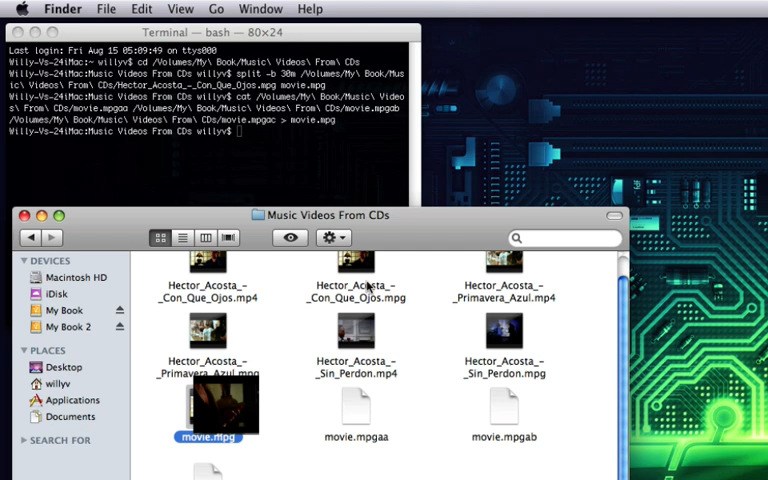 Finder File Edit View Go Window Help
Terminal — bash — 80×24
Last login: Fri Aug 15 05:09:49 on ttys000
Willy-Vs-24iMac:~ willyv$ cd /Volumes/My\ Book/Music\ Videos\ From\ CDs
Willy-Vs-24iMac:Music Videos From CDs willyv$ split -b 30m /Volumes/My\ Book/Mus
ic\ Videos\ From\ CDs/Hector_Acosta_-_Con_Que_Ojos.mpg movie.mpg
Willy-Vs-24iMac:Music Videos From CDs willyv$ cat /Volumes/My\ Book/Music\ Video
s\ From\ CDs/movie.mpgaa /Volumes/My\ Book/Music\ Videos\ From\ CDs/movie.mpgab
/Volumes/My\ Book/Music\ Videos\ From\ CDs/movie.mpgac > movie.mpg
Willy-Vs-24iMac:Music Videos From CDs willyv$
Music Videos From CDs
DEVICES
Macintosh HD
iDisk
My Book
My Book 2
PLACES
Desktop
willyv
Applications
Documents
SEARCH FOR
Hector_Acosta_-
_Con_Que_Ojos.mp4
Hector_Acosta_-
_Con_Que_Ojos.mpg
Hector_Acosta_-
_Primavera_Azul.mp4
Hector_Acosta_-
_Primavera_Azul.mpg
Hector_Acosta_-
_Sin_Perdon.mp4
Hector_Acosta_-
_Sin_Perdon.mpg
movie.mpg
movie.mpgaa
movie.mpgab